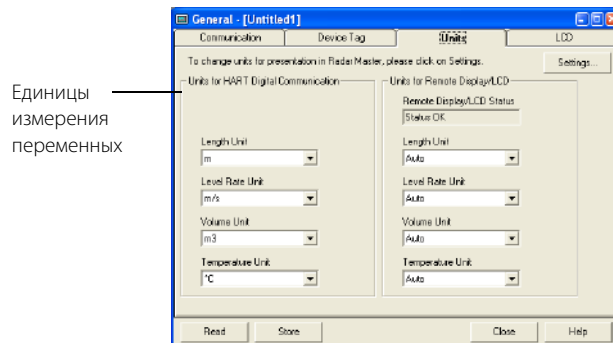 General - [Untitled1]
Communication
Device Tag
Units
LCD
To change units for presentation in Radar Master, please click on Settings.
Settings...
Единицы
измерения
переменных
Units for HART Digital Communication
Length Unit
m
Level Rate Unit
m/s
Volume Unit
m3
Temperature Unit
°C
Units for Remote Display/LCD
Remote Display/LCD Status
Status OK
Length Unit
Auto
Level Rate Unit
Auto
Volume Unit
Auto
Temperature Unit
Auto
Read
Store
Close
Help